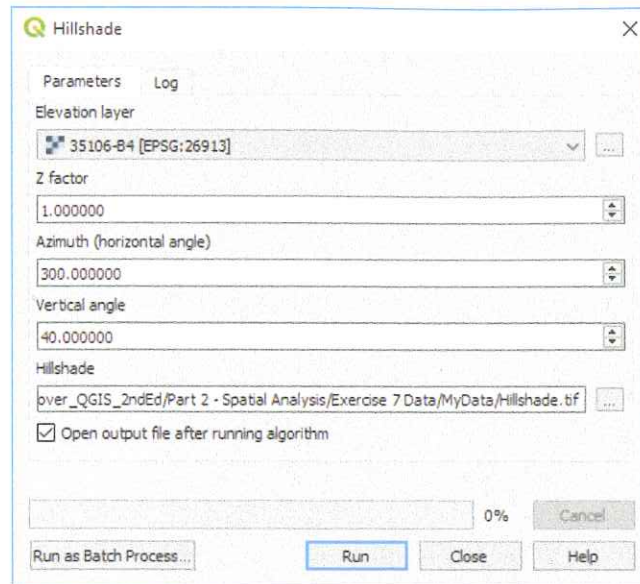 Hillshade
Parameters Log
Elevation layer
35106-B4 [EPSG:26913]
...
Z factor
1.000000
Azimuth (horizontal angle)
300.000000
Vertical angle
40.000000
Hillshade
over_QGIS_2ndEd/Part 2 - Spatial Analysis/Exercise 7 Data/MyData/Hillshade.tif
...
Open output file after running algorithm
0% Cancel
Run as Batch Process... Run Close Help